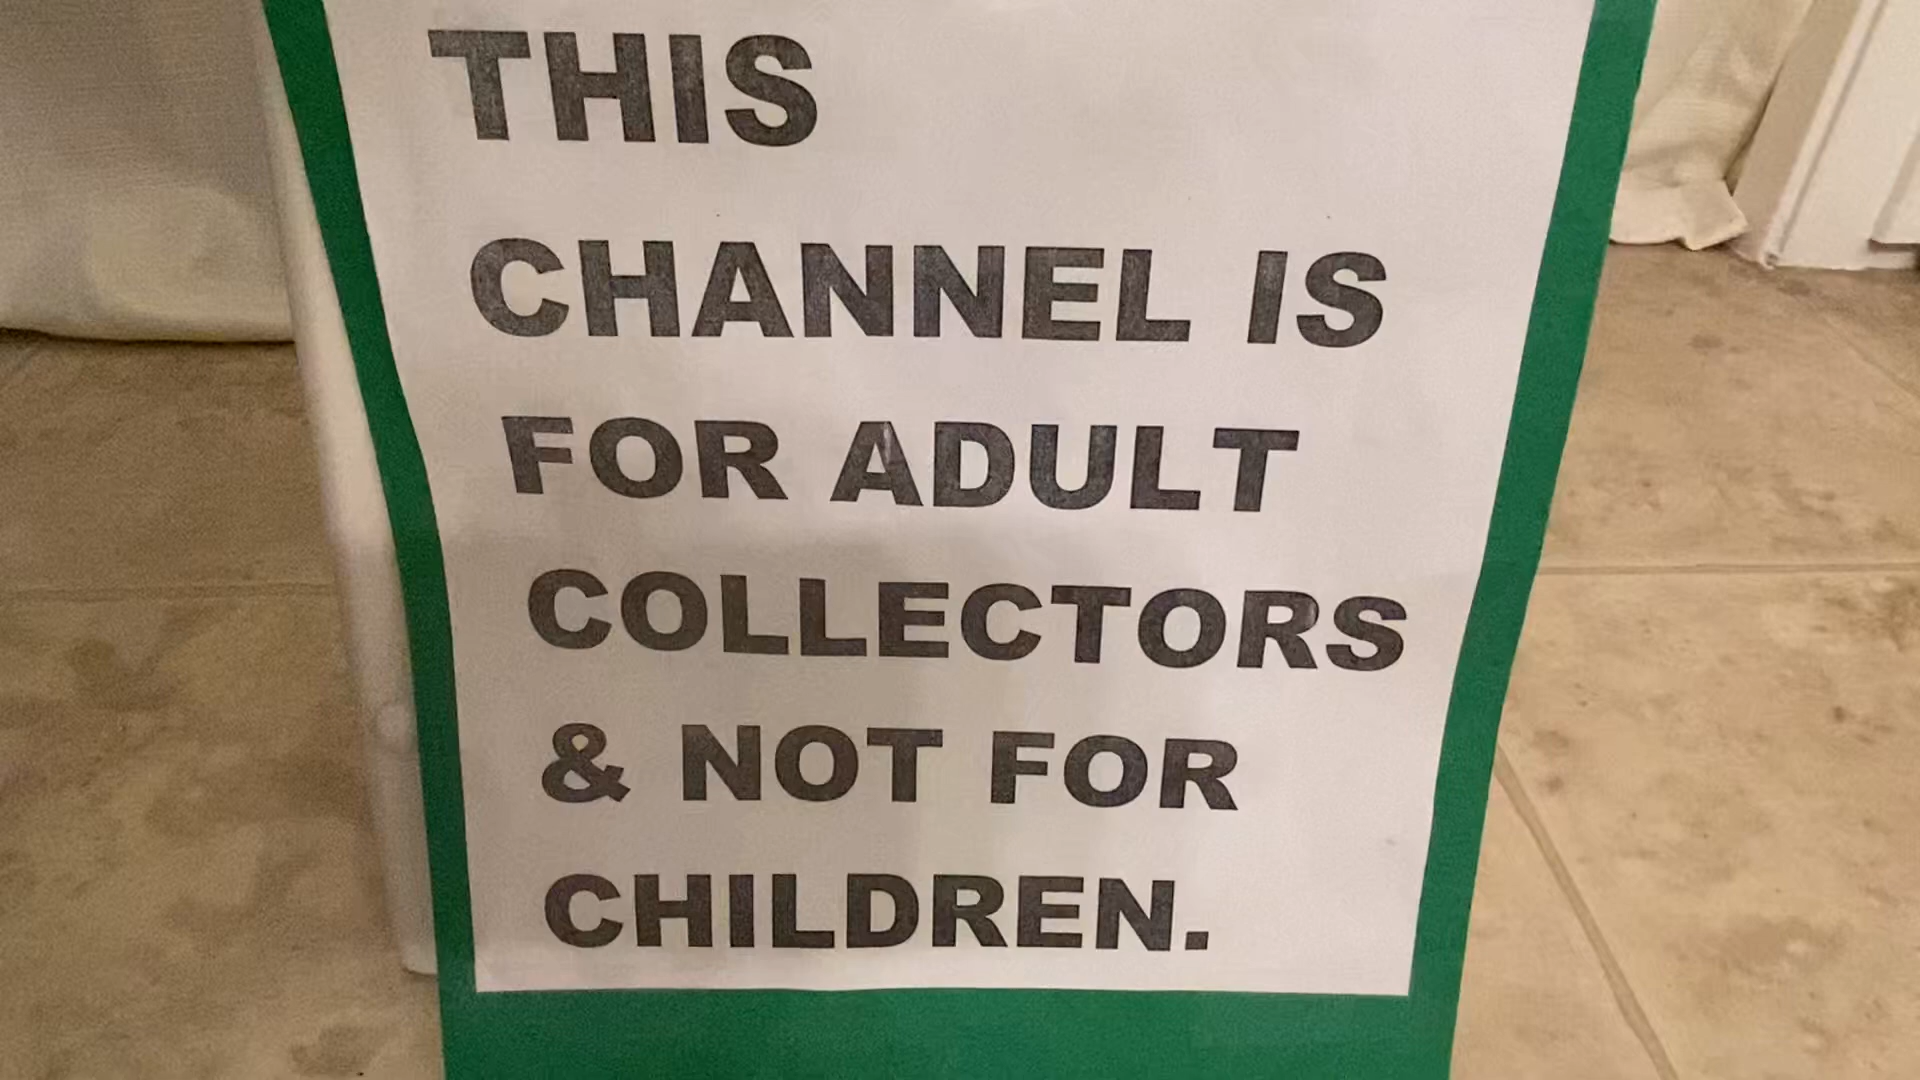 THIS
CHANNEL IS
FOR ADULT
COLLECTORS
& NOT FOR
CHILDREN.